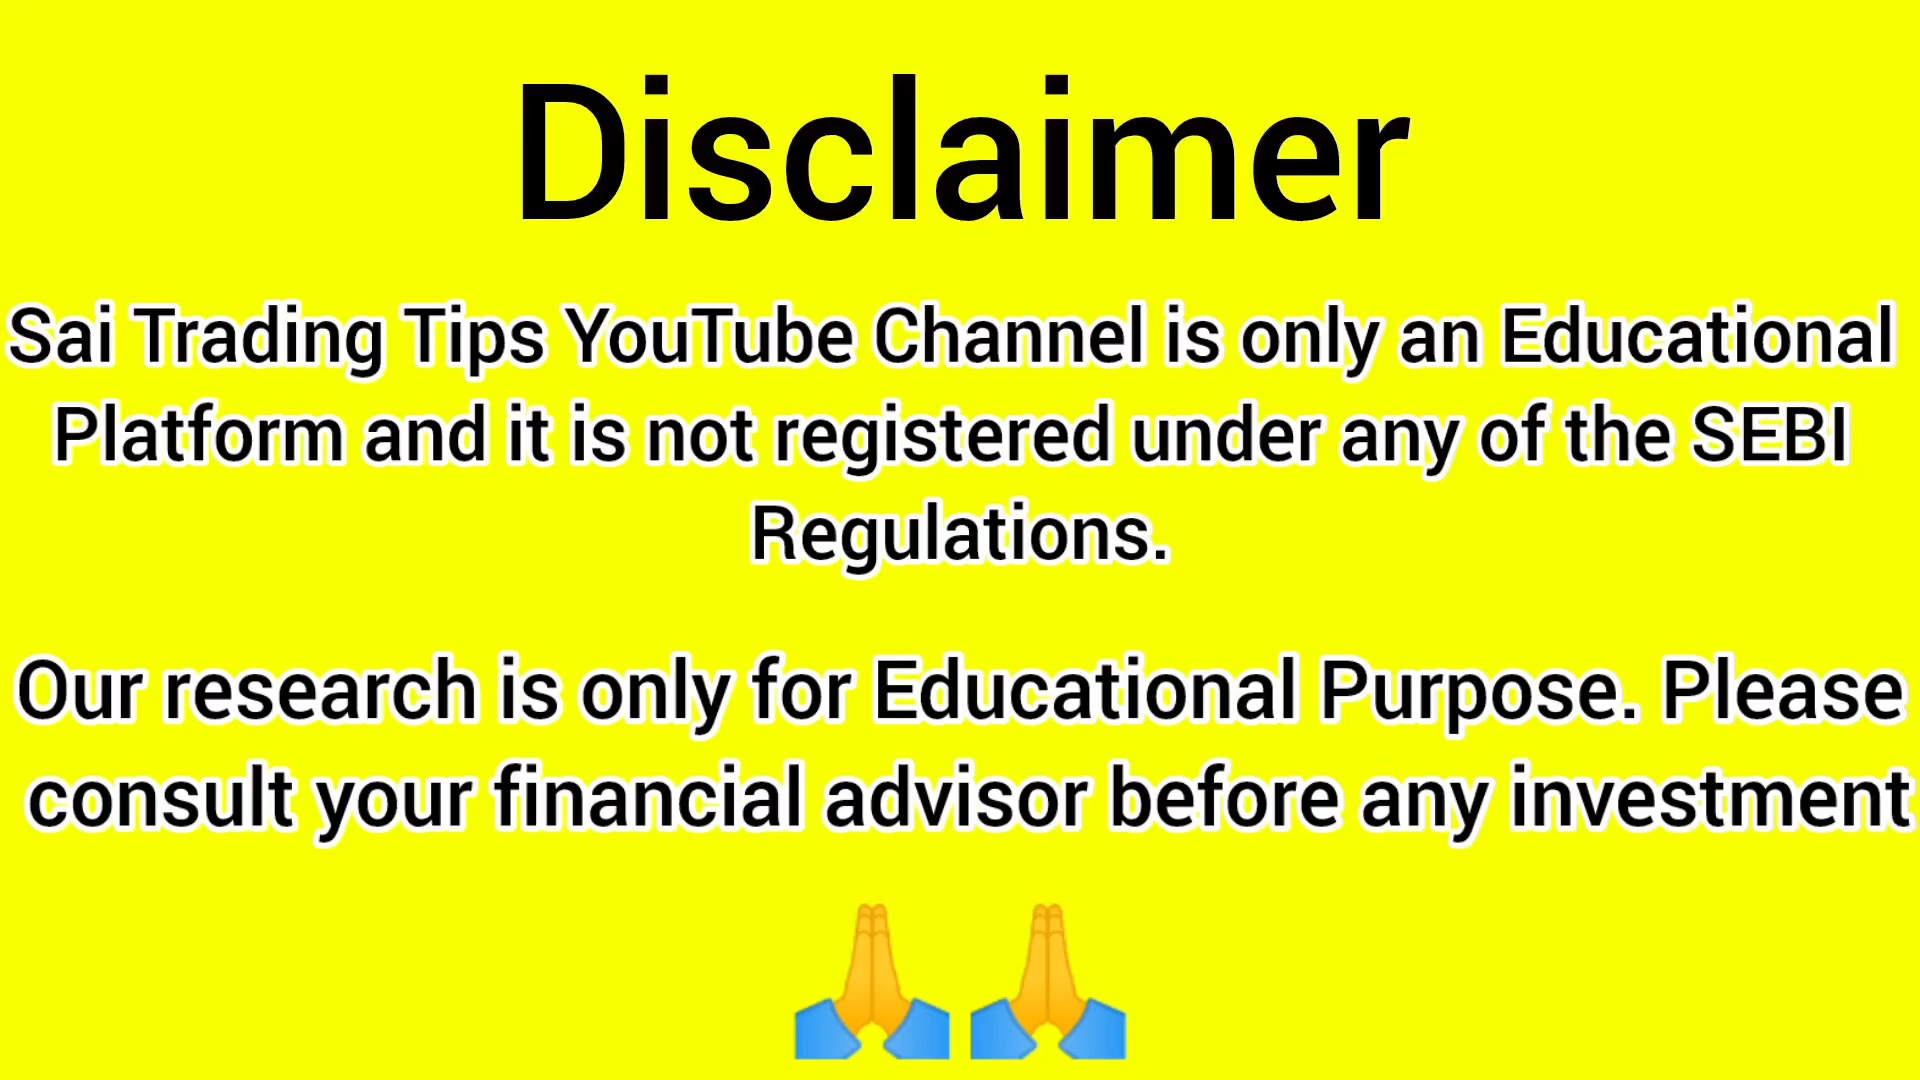 Disclaimer
Sai Trading Tips YouTube Channel is only an Educational
Platform and it is not registered under any of the SEBI
Regulations.
Our research is only for Educational Purpose. Please
consult your financial advisor before any investment
🙏 🙏